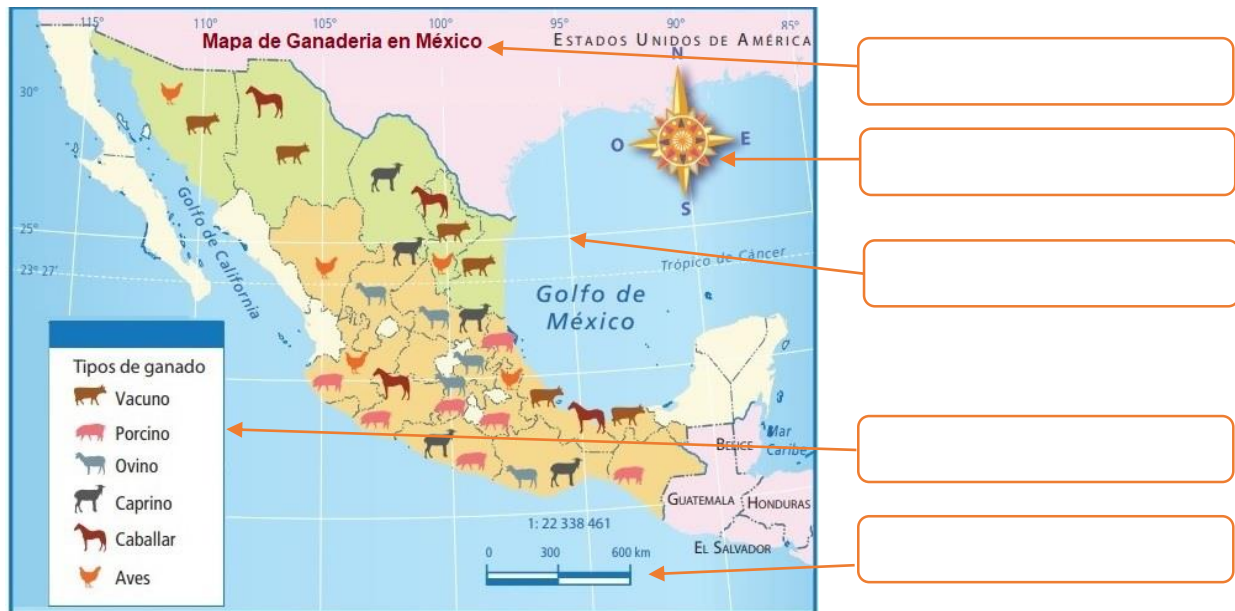 115°
110°
105°
100°
95°
90°
85°
Mapa de Ganaderia en México
ESTADOS UNIDOS DE AMÉRICA
N
30°
O
E
S
25°
23° 27'
Golfo de California
Trópico de Cáncer
Golfo de
México
Tipos de ganado
Vacuno
Porcino
Ovino
Caprino
Caballar
Aves
Mar
Caribe
BELICE
GUATEMALA
HONDURAS
EL SALVADOR
1: 22 338 461
0 300 600 km